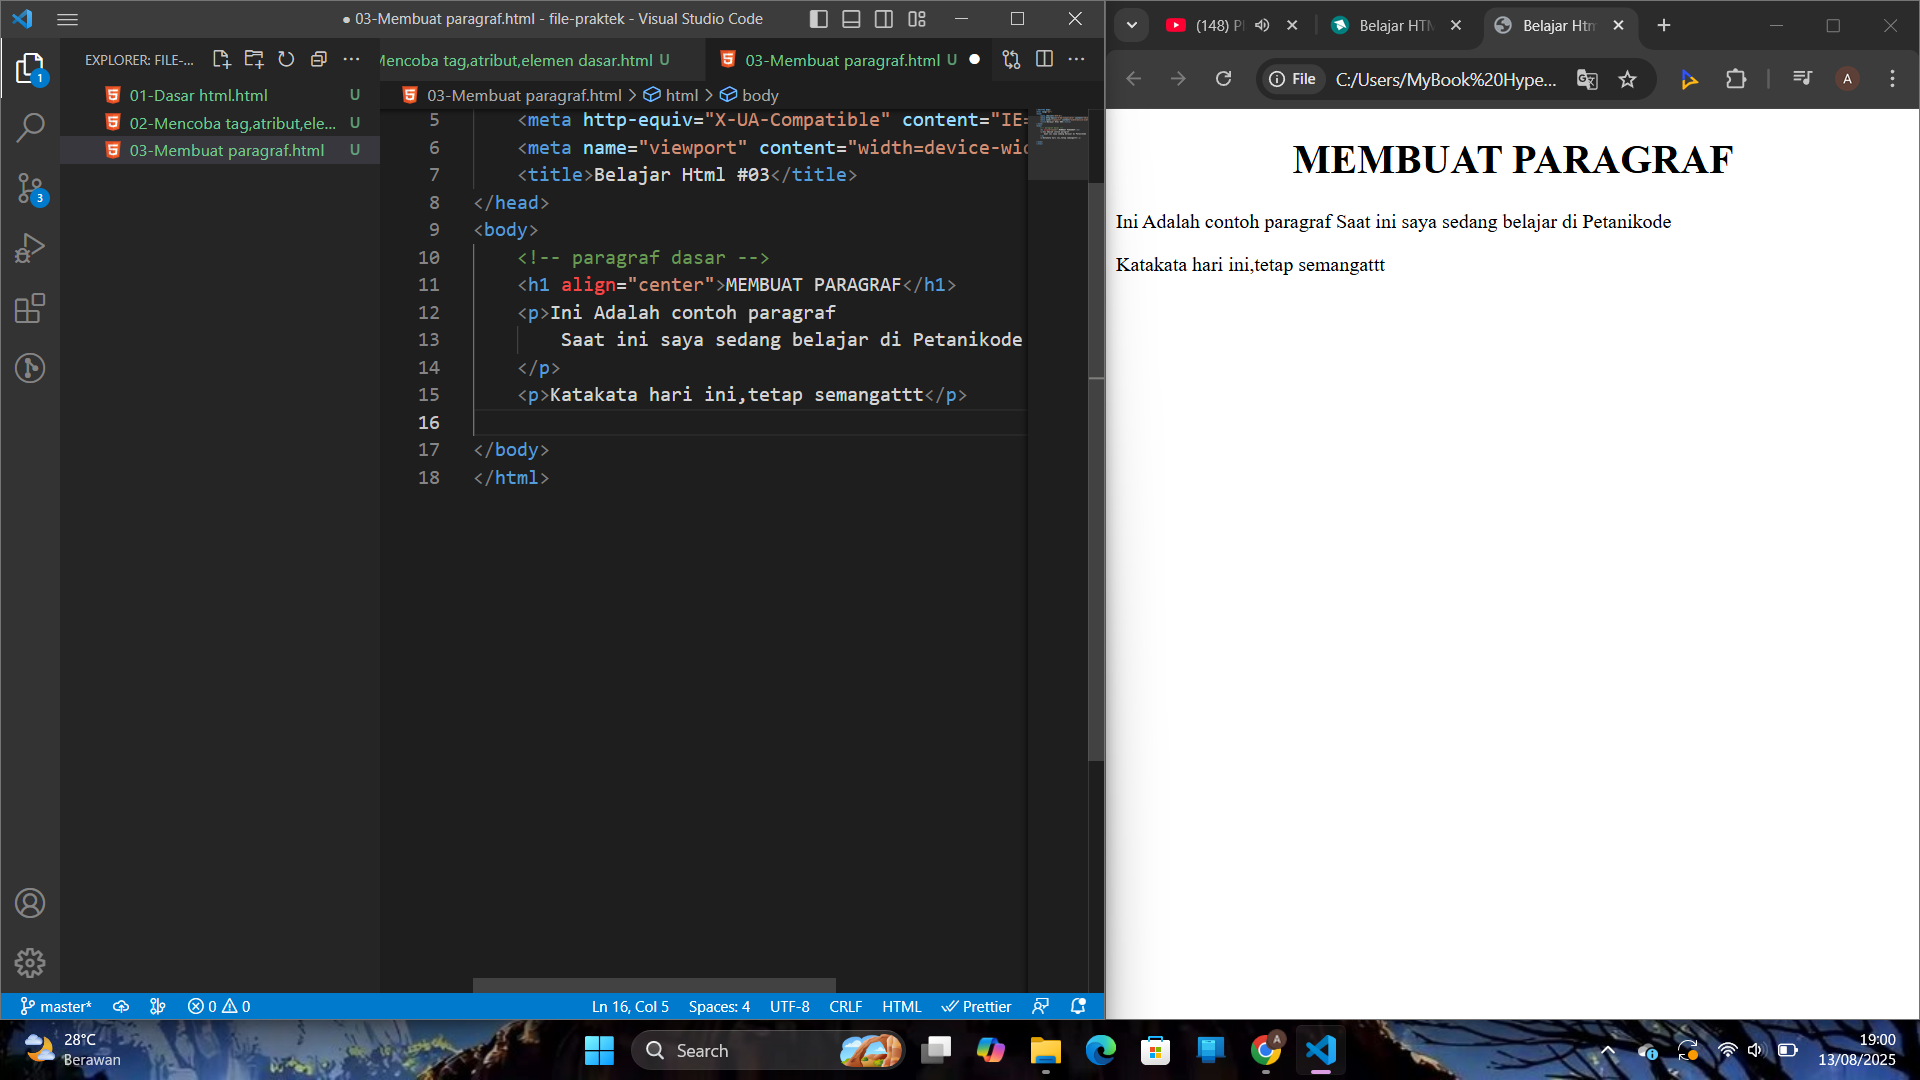 ● 03-Membuat paragraf.html - file-praktek - Visual Studio Code
EXPLORER: FILE-...
01-Dasar html.html U
02-Mencoba tag,atribut,ele... U
03-Membuat paragraf.html U
Mencoba tag,atribut,elemen dasar.html U
03-Membuat paragraf.html U
03-Membuat paragraf.html > html > body
5 <meta http-equiv="X-UA-Compatible" content="IE=
6 <meta name="viewport" content="width=device-wid
7 <title>Belajar Html #03</title>
8 </head>
9 <body>
10 <!-- paragraf dasar -->
11 <h1 align="center">MEMBUAT PARAGRAF</h1>
12 <p>Ini Adalah contoh paragraf
13 Saat ini saya sedang belajar di Petanikode
14 </p>
15 <p>Katakata hari ini,tetap semangattt</p>
16
17 </body>
18 </html>
1
3
master* 0 0 Ln 16, Col 5 Spaces: 4 UTF-8 CRLF HTML Prettier
(148) P
Belajar HTM
Belajar Htm
File C:/Users/MyBook%20Hype...
A
MEMBUAT PARAGRAF
Ini Adalah contoh paragraf Saat ini saya sedang belajar di Petanikode
Katakata hari ini,tetap semangattt
28°C
Berawan
Search
A
19:00
13/08/2025